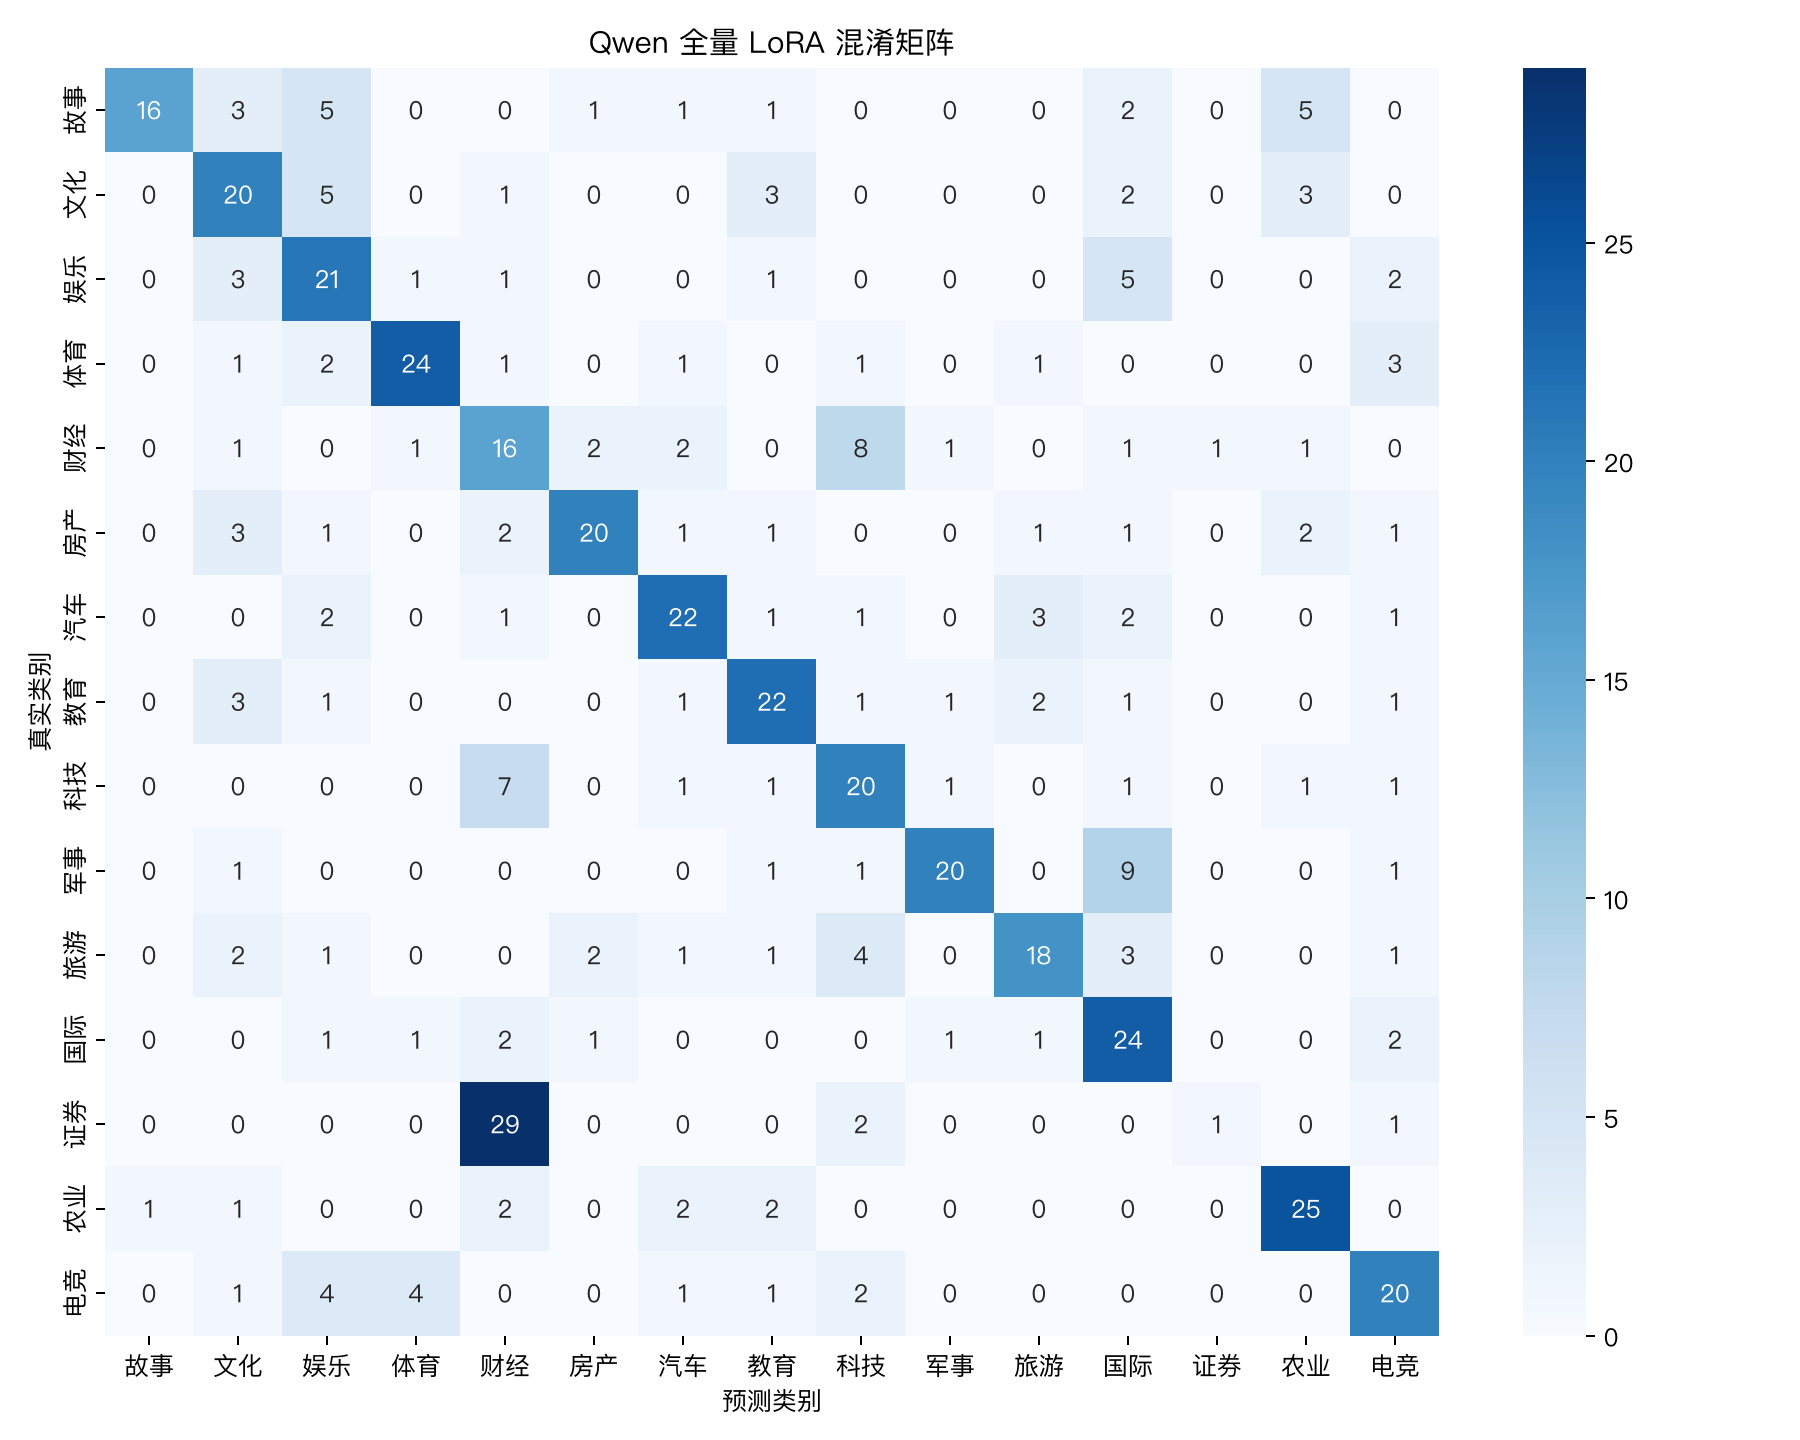 Qwen 全量 LoRA 混淆矩阵
故事 16 3 5 0 0 1 1 1 0 0 0 2 0 5 0
文化 0 20 5 0 1 0 0 3 0 0 0 2 0 3 0
娱乐 0 3 21 1 1 0 0 1 0 0 0 5 0 0 2
体育 0 1 2 24 1 0 1 0 1 0 1 0 0 0 3
财经 0 1 0 1 16 2 2 0 8 1 0 1 1 1 0
房产 0 3 1 0 2 20 1 1 0 0 1 1 0 2 1
汽车 0 0 2 0 1 0 22 1 1 0 3 2 0 0 1
教育 0 3 1 0 0 0 1 22 1 1 2 1 0 0 1
科技 0 0 0 0 7 0 1 1 20 1 0 1 0 1 1
军事 0 1 0 0 0 0 0 1 1 20 0 9 0 0 1
旅游 0 2 1 0 0 2 1 1 4 0 18 3 0 0 1
国际 0 0 1 1 2 1 0 0 0 1 1 24 0 0 2
证券 0 0 0 0 29 0 0 0 2 0 0 0 1 0 1
农业 1 1 0 0 2 0 2 2 0 0 0 0 0 25 0
电竞 0 1 4 4 0 0 1 1 2 0 0 0 0 0 20
故事 文化 娱乐 体育 财经 房产 汽车 教育 科技 军事 旅游 国际 证券 农业 电竞
预测类别
真实类别
25
20
15
10
5
0